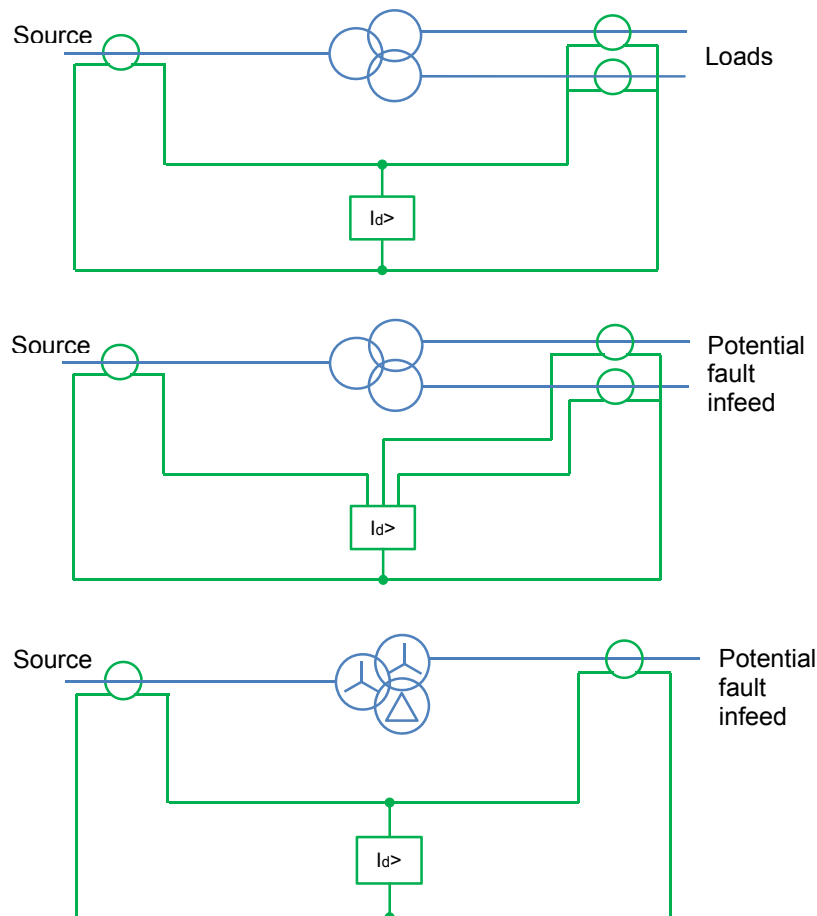 Source
Loads
Id>
Source
Potential
fault
infeed
Id>
Source
Potential
fault
infeed
Id>